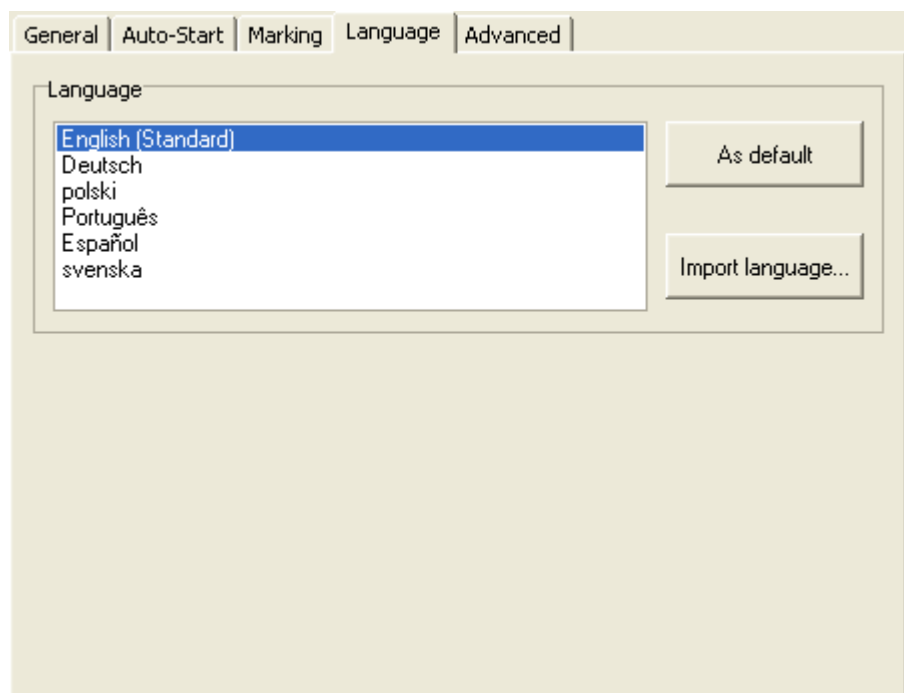 General Auto-Start Marking Language Advanced
Language
English (Standard)
Deutsch
polski
Português
Español
svenska
As default
Import language...